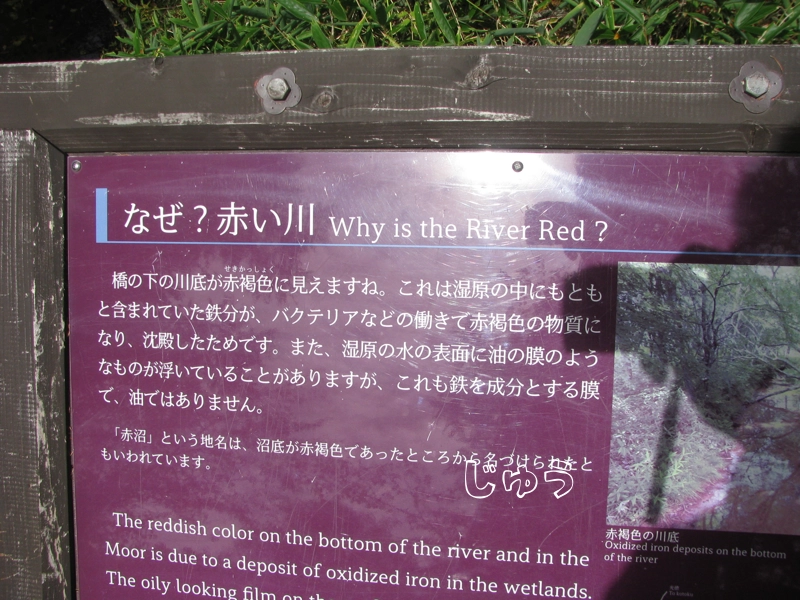 なぜ？赤い川 Why is the River Red ?
せきかっしょく
橋の下の川底が赤褐色に見えますね。これは湿原の中にもともと
と含まれていた鉄分が、バクテリアなどの働きで赤褐色の物質に
なり、沈殿したためです。また、湿原の水の表面に油の膜のよう
なものが浮いていることがありますが、これも鉄を成分とする膜
で、油ではありません。
「赤沼」という地名は、沼底が赤褐色であったところから名づけられたと
もいわれています。
じゅう
The reddish color on the bottom of the river and in the
Moor is due to a deposit of oxidized iron in the wetlands.
The oily looking film on the
赤褐色の川底
Oxidized iron deposits on the bottom
of the river